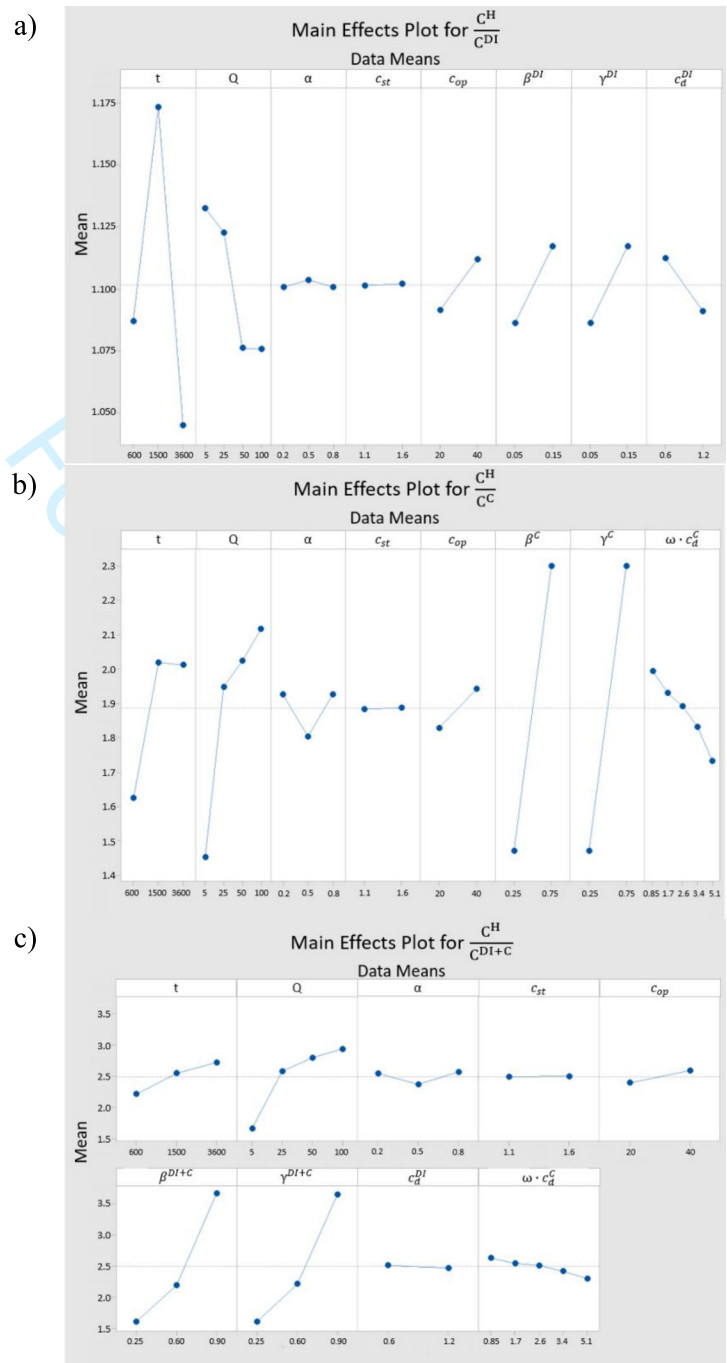 a)
Main Effects Plot for C^H/C^DI
Data Means
t Q α c_st c_op β^DI γ^DI c_d^DI
1.175
1.150
1.125
1.100
1.075
1.050
Mean
600 1500 3600 5 25 50 100 0.2 0.5 0.8 1.1 1.6 20 40 0.05 0.15 0.05 0.15 0.6 1.2
b)
Main Effects Plot for C^H/C^C
Data Means
t Q α c_st c_op β^C γ^C ω · c_d^C
2.3
2.2
2.1
2.0
1.9
1.8
1.7
1.6
1.5
1.4
Mean
600 1500 3600 5 25 50 100 0.2 0.5 0.8 1.1 1.6 20 40 0.25 0.75 0.25 0.75 0.85 1.7 2.6 3.4 5.1
c)
Main Effects Plot for C^H/C^DI+C
Data Means
t Q α c_st c_op
3.5
3.0
2.5
2.0
1.5
600 1500 3600 5 25 50 100 0.2 0.5 0.8 1.1 1.6 20 40
Mean
β^DI+C γ^DI+C c_d^DI ω · c_d^C
3.5
3.0
2.5
2.0
1.5
0.25 0.60 0.90 0.25 0.60 0.90 0.6 1.2 0.85 1.7 2.6 3.4 5.1